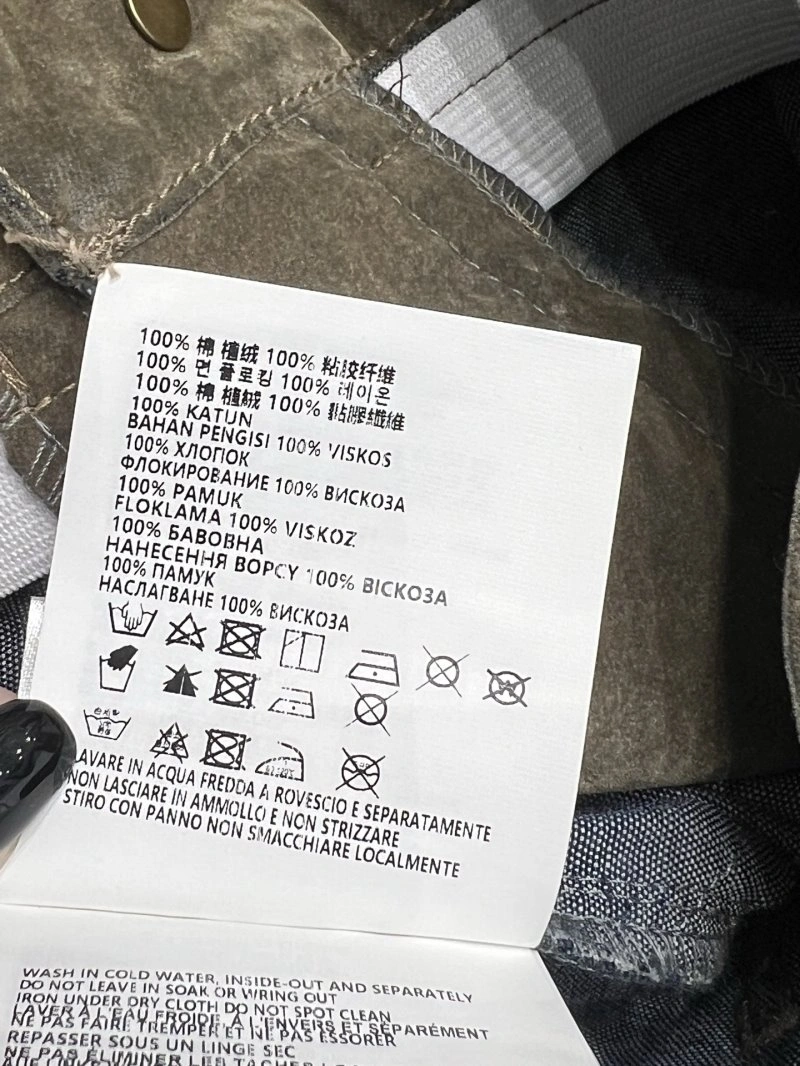 100% 棉 植绒 100% 粘胶纤维
100% 면 플로킹 100% 레이온
100% 棉 植絨 100% 黏膠纖維
100% KATUN
BAHAN PENGISI 100% VISKOS
100% ХЛОПОК
ФЛОКИРОВАНИЕ 100% ВИСКОЗА
100% PAMUK
FLOKLAMA 100% VISKOZ
100% БАВОВНА
НАНЕСЕННЯ ВОРСУ 100% ВІСКОЗА
100% ПАМУК
НАСЛАГВАНЕ 100% ВИСКОЗА
LAVARE IN ACQUA FREDDA A ROVESCIO E SEPARATAMENTE
NON LASCIARE IN AMMOLLO E NON STRIZZARE
STIRO CON PANNO NON SMACCHIARE LOCALMENTE
WASH IN COLD WATER, INSIDE-OUT AND SEPARATELY
DO NOT LEAVE IN SOAK OR WRING OUT
IRON UNDER DRY CLOTH DO NOT SPOT CLEAN
LAVER A L'EAU FROIDE, A L'ENVERS ET SÉPARÉMENT
NE PAS FAIRE TREMPER ET NE PAS ESSORER
REPASSER SOUS UN LINGE SEC
NE PAS ÉLIMINER LES TACHES